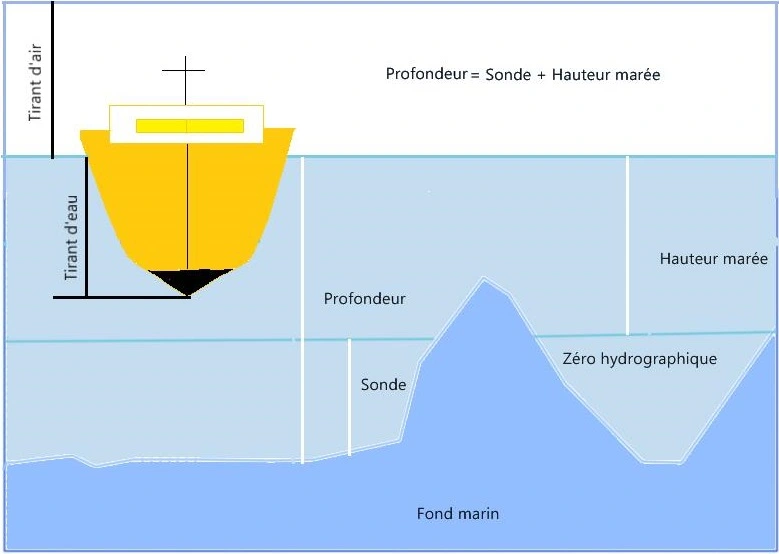 Tirant d'air
Profondeur = Sonde + Hauteur marée
Tirant d'eau
Hauteur marée
Profondeur
Zéro hydrographique
Sonde
Fond marin